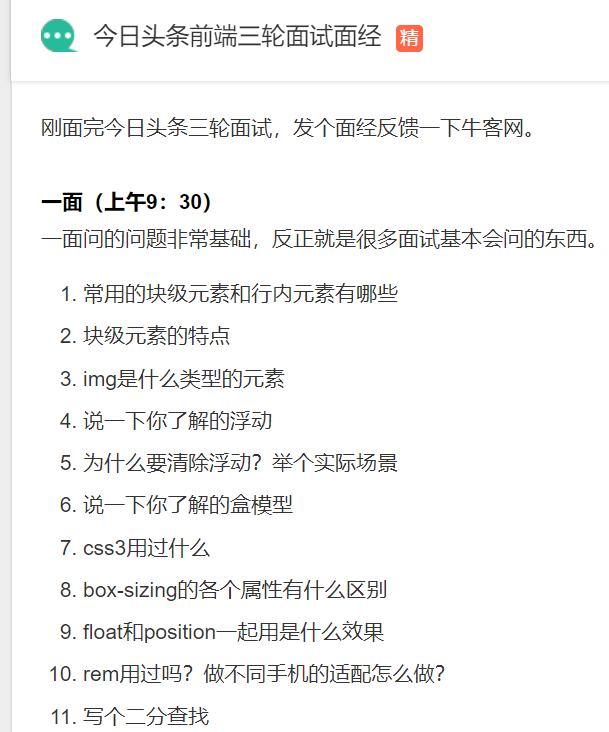 今日头条前端三轮面试面经 精
刚面完今日头条三轮面试，发个面经反馈一下牛客网。
一面（上午9：30）
一面问的问题非常基础，反正就是很多面试基本会问的东西。
1. 常用的块级元素和行内元素有哪些
2. 块级元素的特点
3. img是什么类型的元素
4. 说一下你了解的浮动
5. 为什么要清除浮动？举个实际场景
6. 说一下你了解的盒模型
7. css3用过什么
8. box-sizing的各个属性有什么区别
9. float和position一起用是什么效果
10. rem用过吗？做不同手机的适配怎么做？
11. 写个二分查找